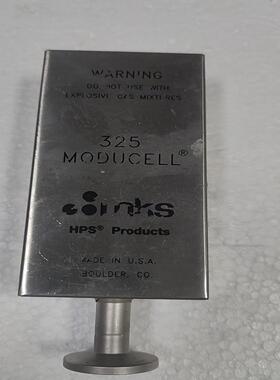 WARNING
DO NOT USE WITH
EXPLOSIVE GAS MIXTURES
325
MODUCELL®
mks
HPS® Products
MADE IN U.S.A.
BOULDER, CO.